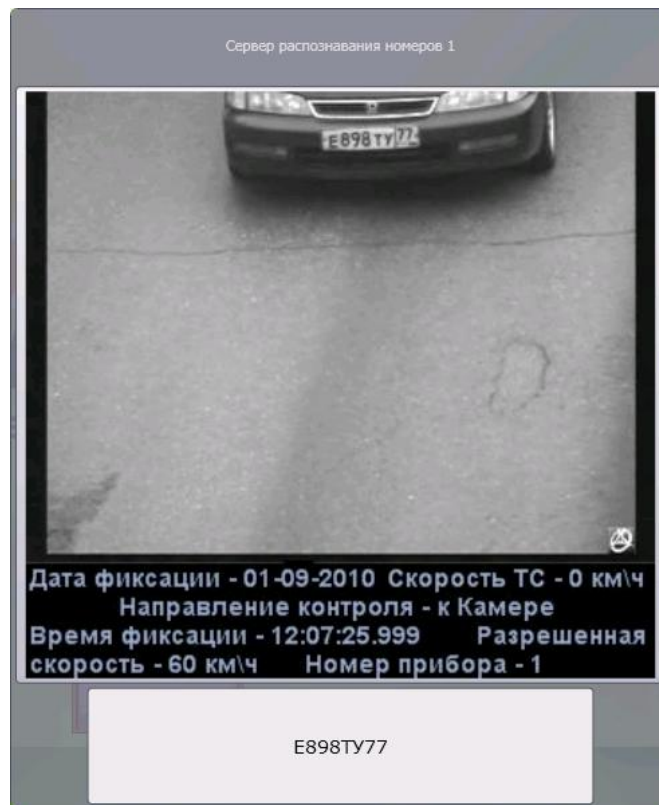 Сервер распознавания номеров 1
Е898ТУ77
Дата фиксации - 01-09-2010 Скорость ТС - 0 км\ч
Направление контроля - к Камере
Время фиксации - 12:07:25.999 Разрешенная
скорость - 60 км\ч Номер прибора - 1
Е898ТУ77